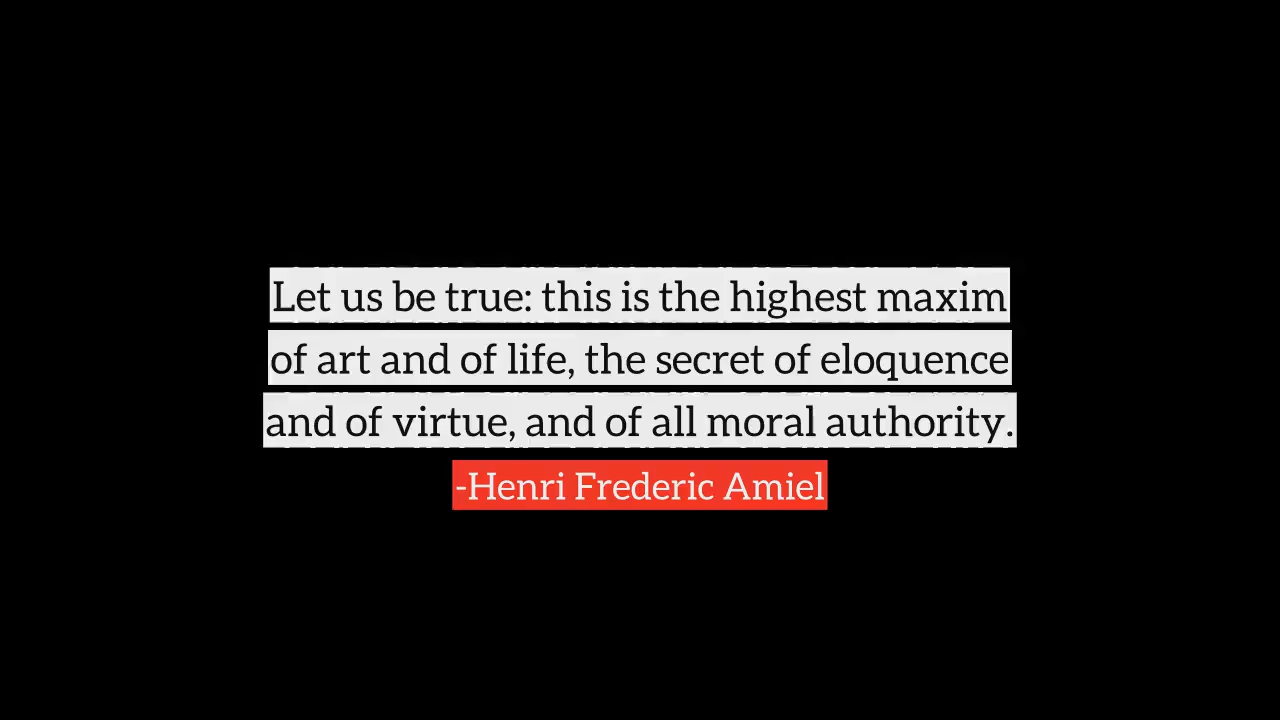 Let us be true: this is the highest maxim
of art and of life, the secret of eloquence
and of virtue, and of all moral authority.
-Henri Frederic Amiel